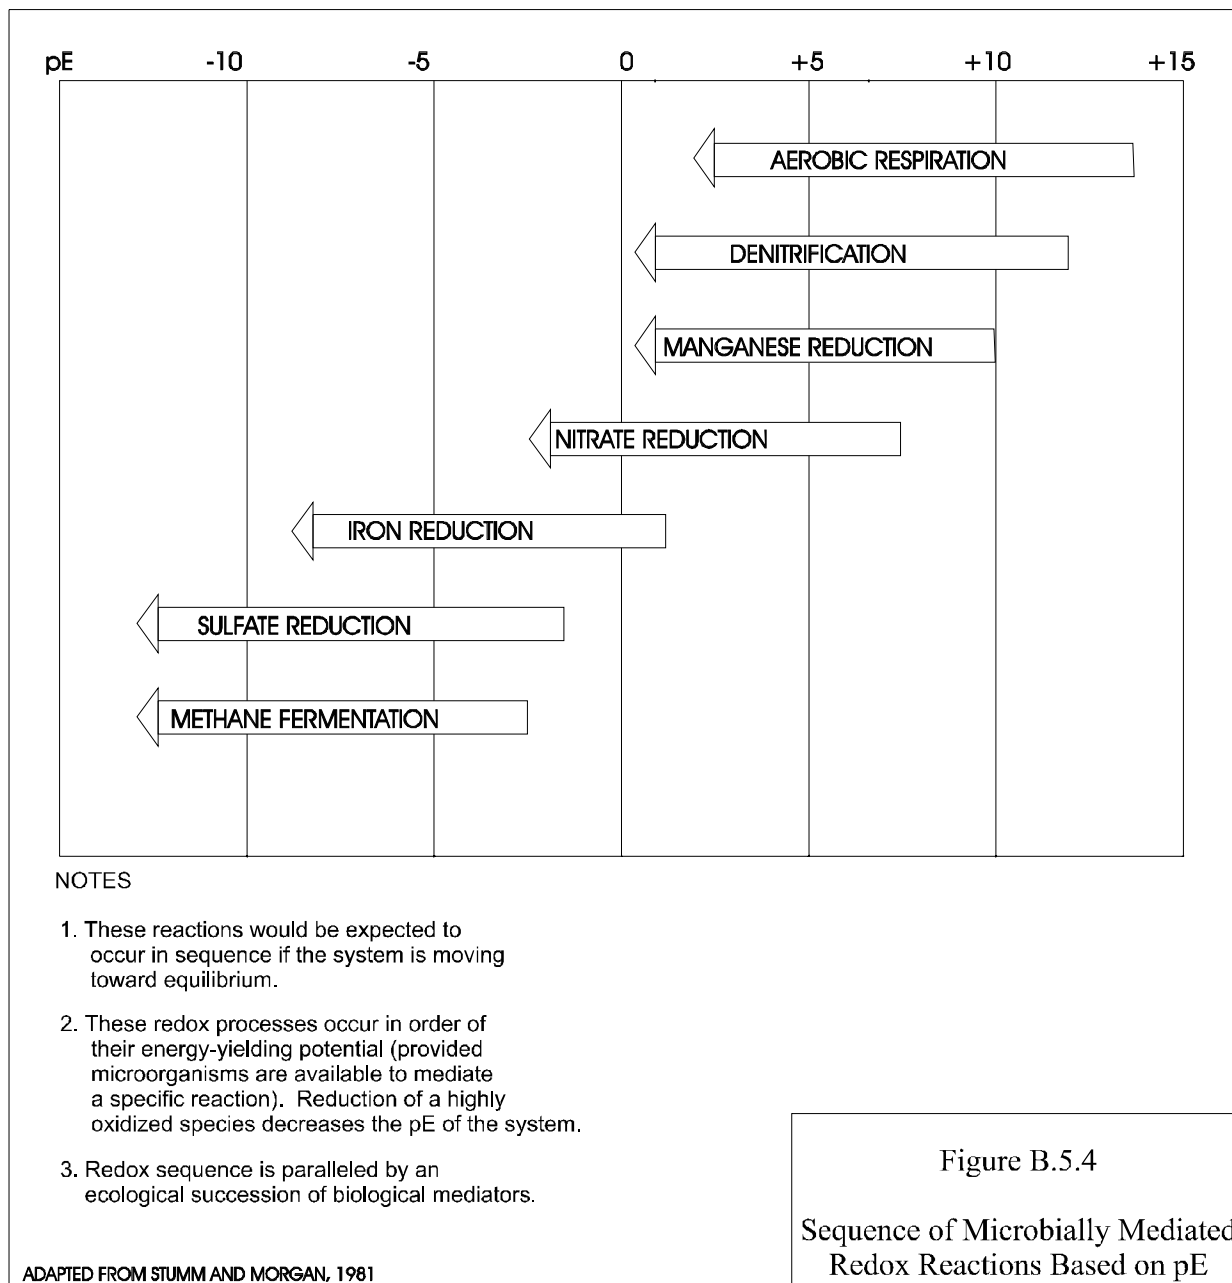 pE -10 -5 0 +5 +10 +15
AEROBIC RESPIRATION
DENITRIFICATION
MANGANESE REDUCTION
NITRATE REDUCTION
IRON REDUCTION
SULFATE REDUCTION
METHANE FERMENTATION
NOTES
1. These reactions would be expected to
occur in sequence if the system is moving
toward equilibrium.
2. These redox processes occur in order of
their energy-yielding potential (provided
microorganisms are available to mediate
a specific reaction). Reduction of a highly
oxidized species decreases the pE of the system.
3. Redox sequence is paralleled by an
ecological succession of biological mediators.
Figure B.5.4
Sequence of Microbially Mediated
Redox Reactions Based on pE
ADAPTED FROM STUMM AND MORGAN, 1981